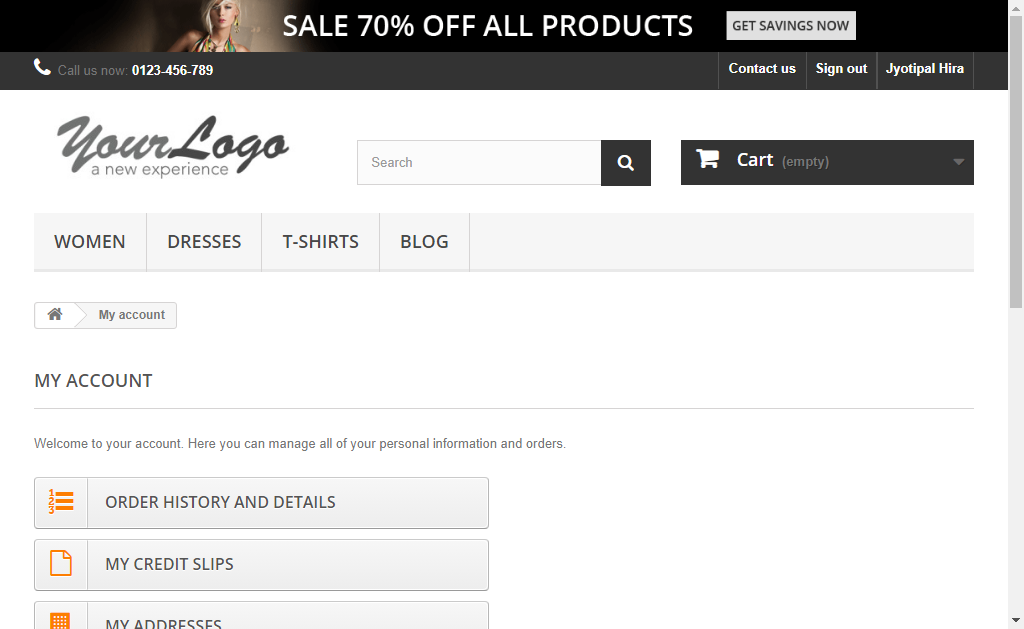 SALE 70% OFF ALL PRODUCTS GET SAVINGS NOW
Call us now: 0123-456-789 Contact us Sign out Jyotipal Hira
YourLogo
a new experience
Search Cart (empty)
WOMEN DRESSES T-SHIRTS BLOG
My account
MY ACCOUNT
Welcome to your account. Here you can manage all of your personal information and orders.
1
2
3
ORDER HISTORY AND DETAILS
MY CREDIT SLIPS
MY ADDRESSES